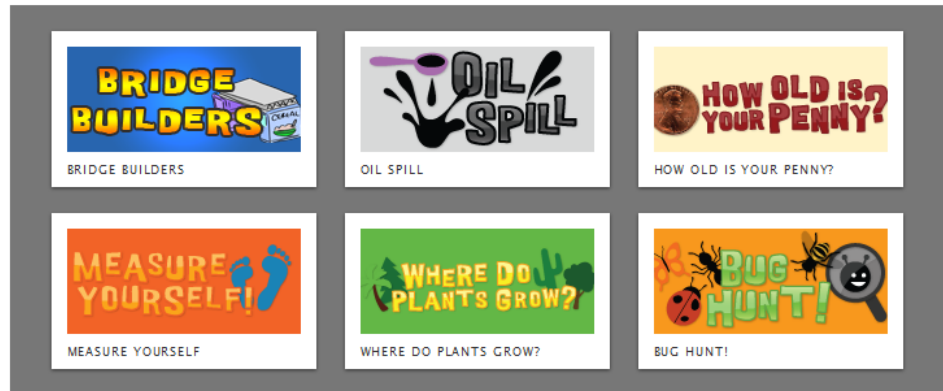 BRIDGE
BUILDERS
CEREAL
BRIDGE BUILDERS
OIL
SPILL
OIL SPILL
HOW OLD IS
YOUR PENNY?
HOW OLD IS YOUR PENNY?
MEASURE
YOURSELF!
MEASURE YOURSELF
WHERE DO
PLANTS GROW?
WHERE DO PLANTS GROW?
BUG
HUNT!
BUG HUNT!